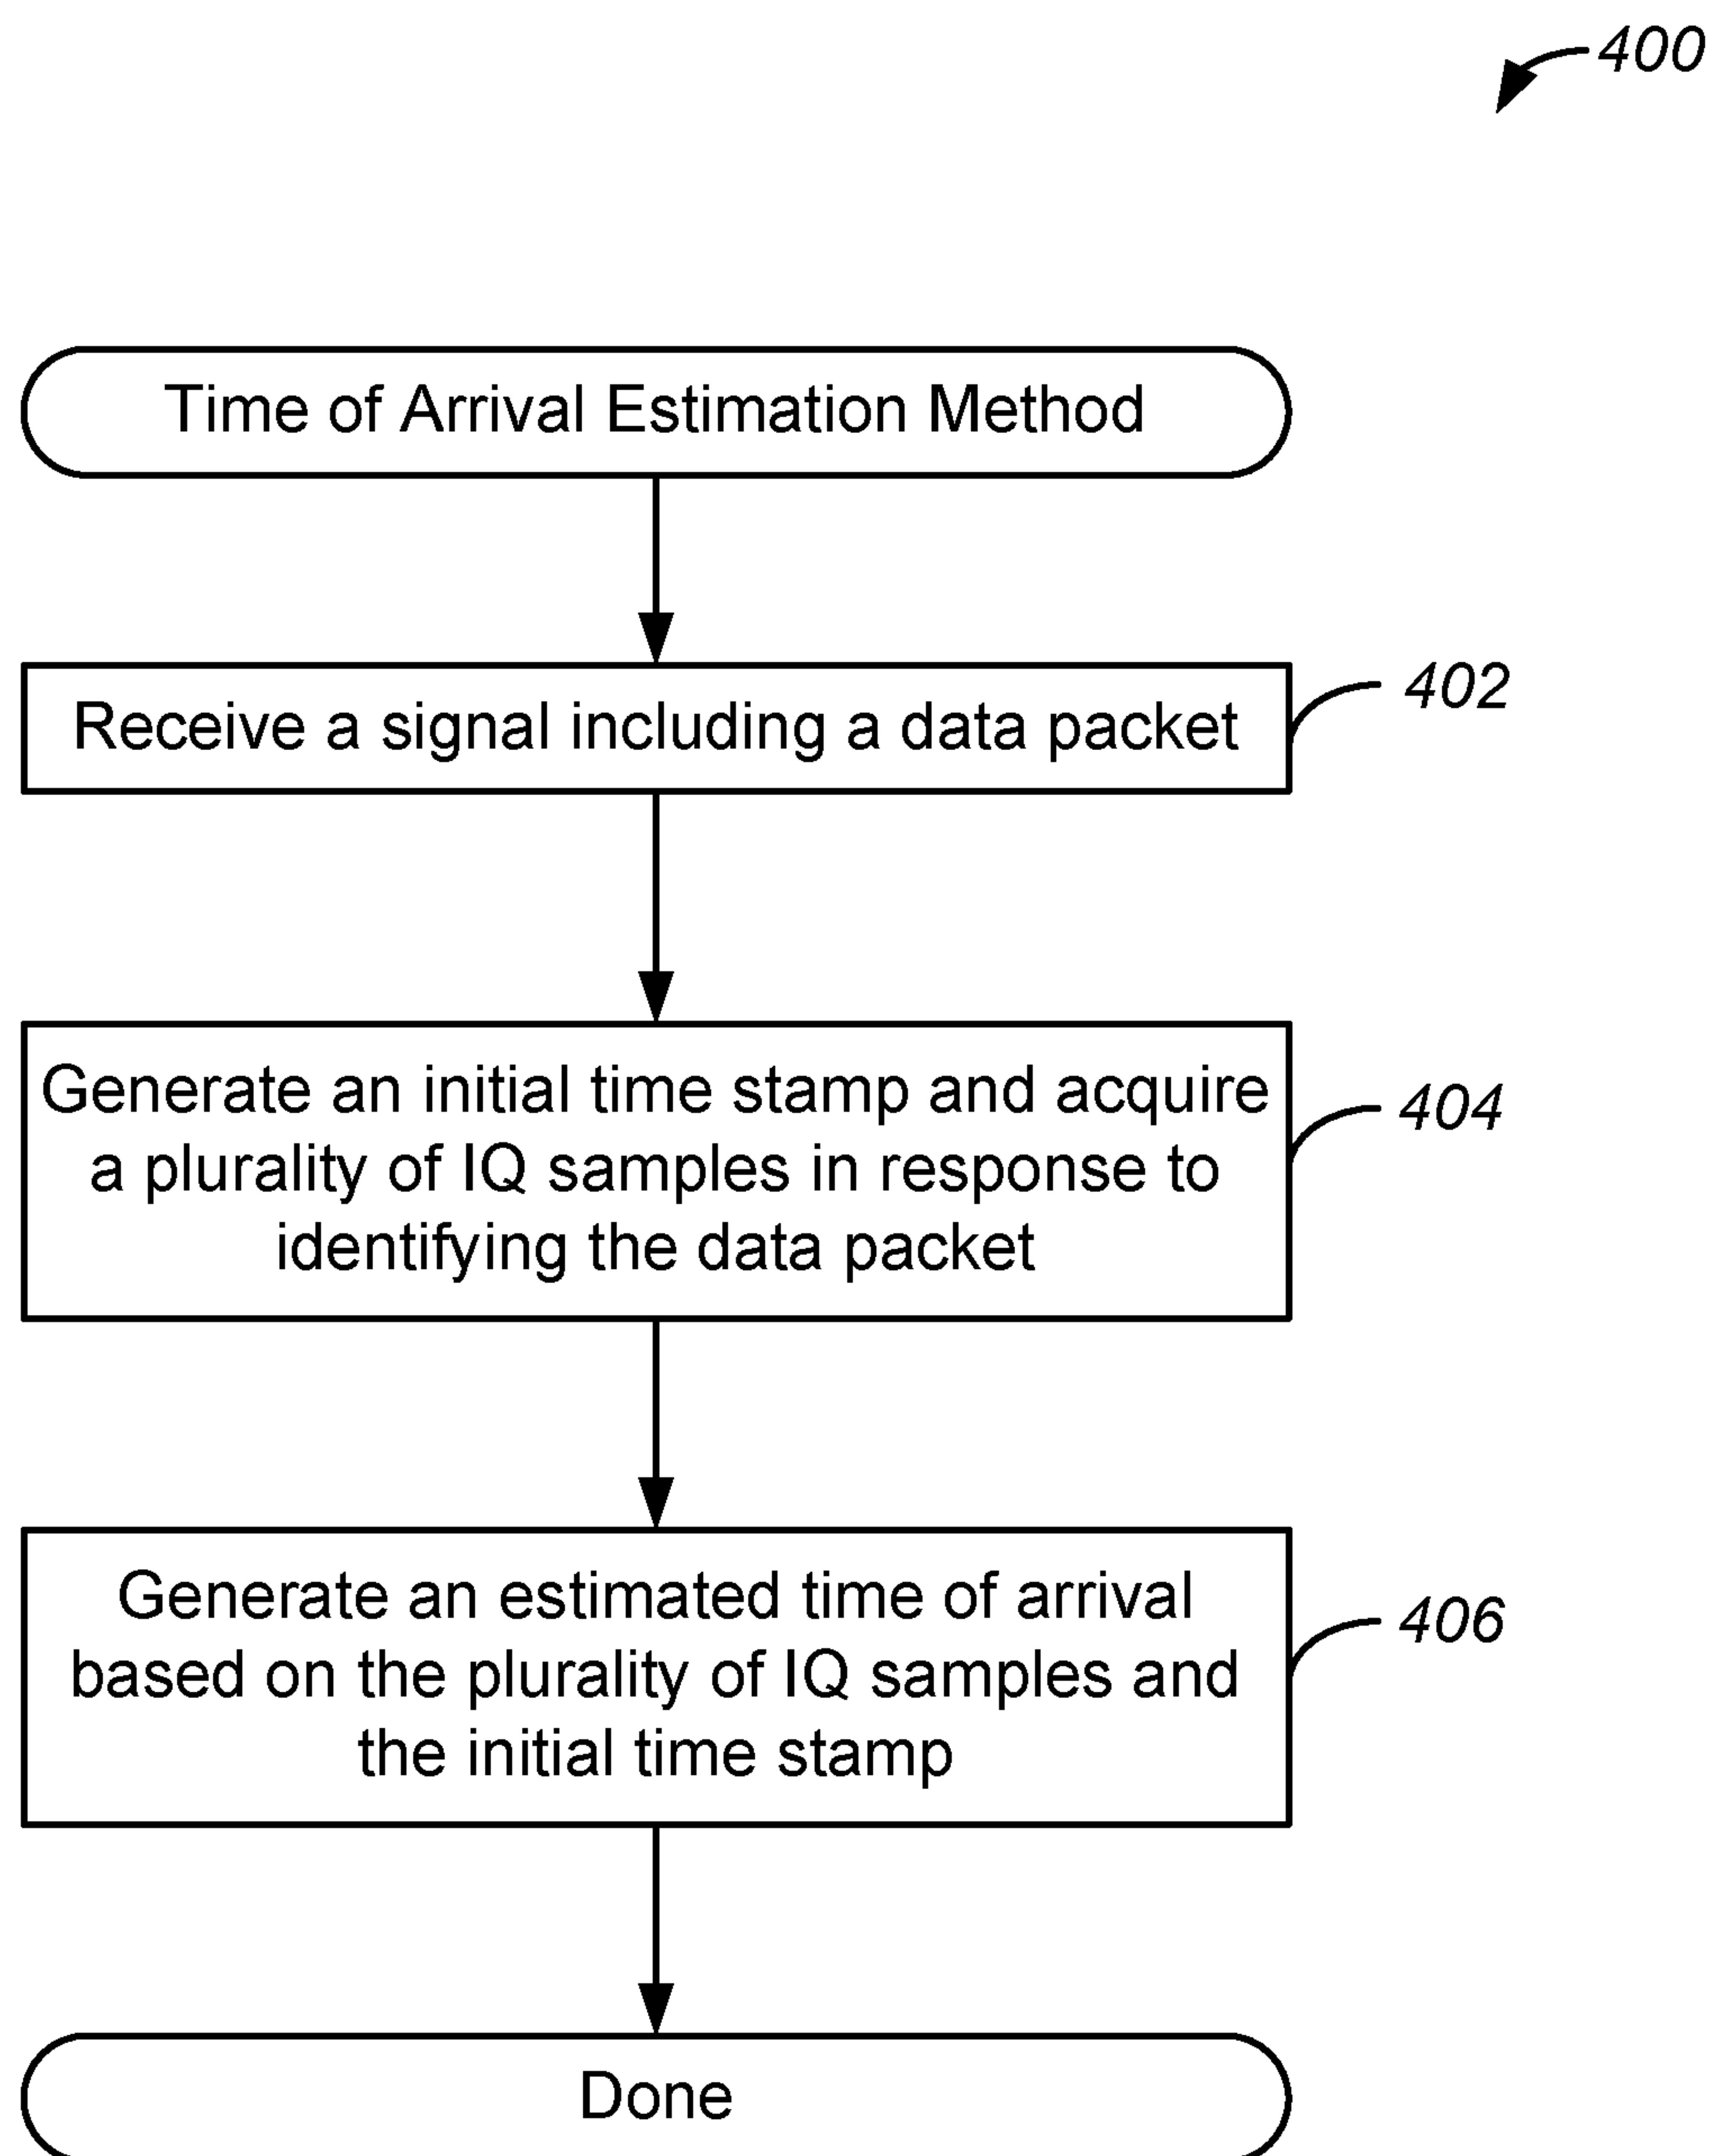 400
Time of Arrival Estimation Method
Receive a signal including a data packet
402
Generate an initial time stamp and acquire
a plurality of IQ samples in response to
identifying the data packet
404
Generate an estimated time of arrival
based on the plurality of IQ samples and
the initial time stamp
406
Done